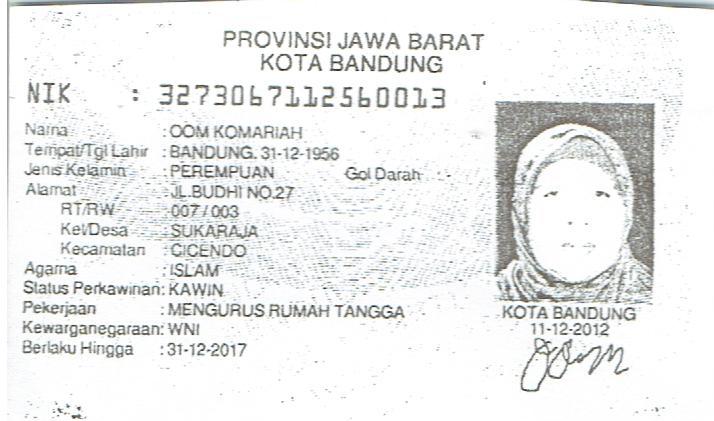 PROVINSI JAWA BARAT
KOTA BANDUNG
NIK : 3273067112560013
Nama : OOM KOMARIAH
Tempat/Tgl Lahir : BANDUNG, 31-12-1956
Jenis Kelamin : PEREMPUAN Gol Darah : -
Alamat : JL.BUDHI NO.27
RT/RW : 007 / 003
Kel/Desa : SUKARAJA
Kecamatan : CICENDO
Agama : ISLAM
Status Perkawinan: KAWIN
Pekerjaan : MENGURUS RUMAH TANGGA
Kewarganegaraan: WNI
Berlaku Hingga : 31-12-2017
KOTA BANDUNG
11-12-2012